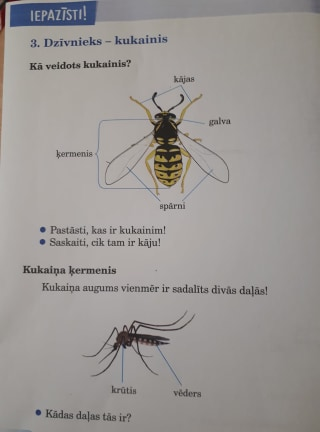 IEPAZĪSTI!
3. Dzīvnieks – kukainis
Kā veidots kukainis?
kājas
galva
ķermenis
spārni
● Pastāsti, kas ir kukainim!
● Saskaiti, cik tam ir kāju!
Kukaiņa ķermenis
Kukaiņa augums vienmēr ir sadalīts divās daļās!
krūtis
vēders
● Kādas daļas tās ir?